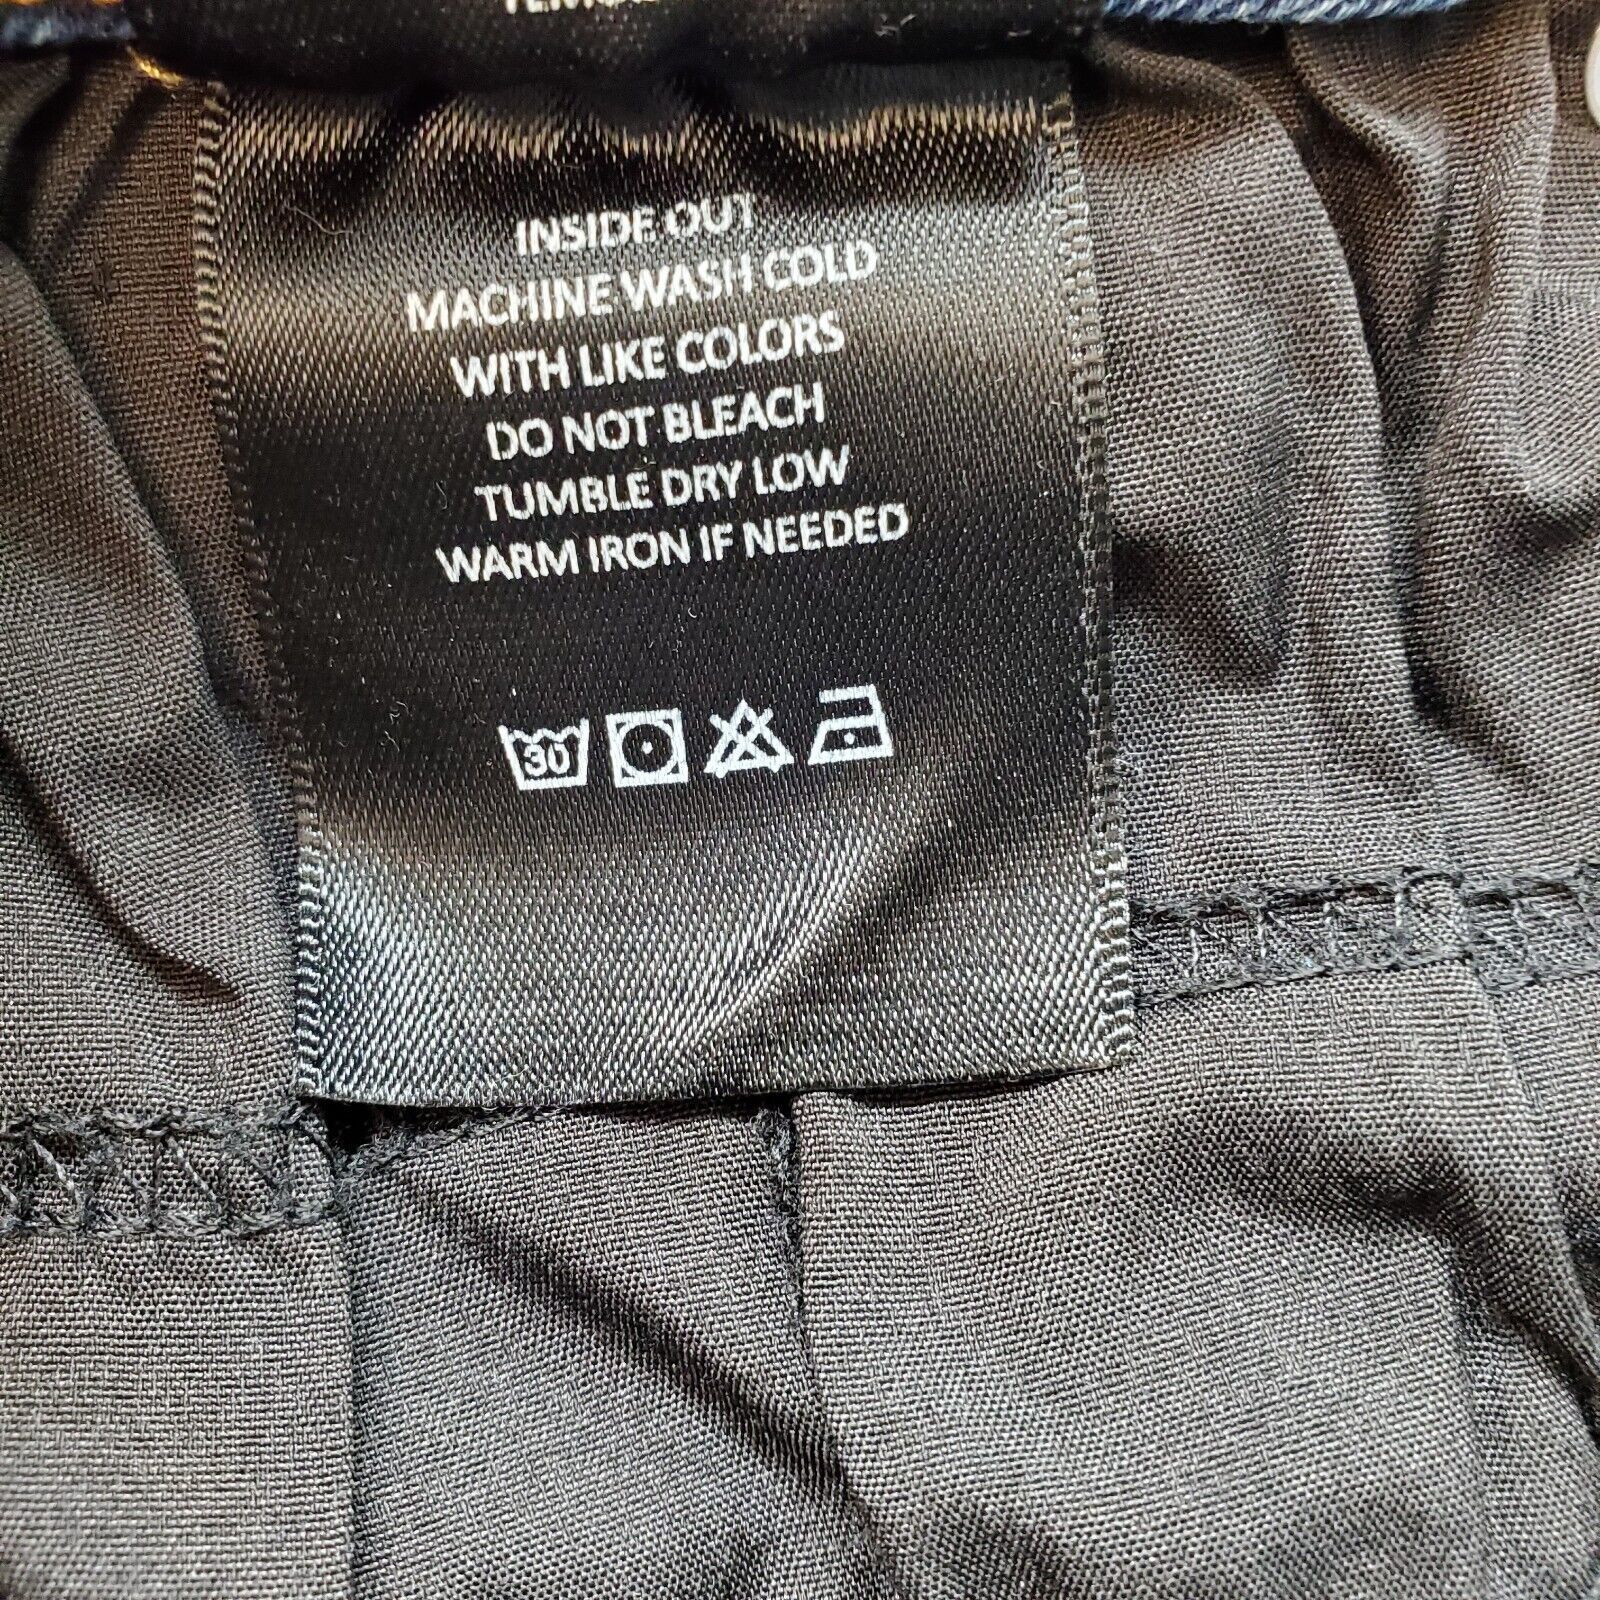 INSIDE OUT
MACHINE WASH COLD
WITH LIKE COLORS
DO NOT BLEACH
TUMBLE DRY LOW
WARM IRON IF NEEDED
30